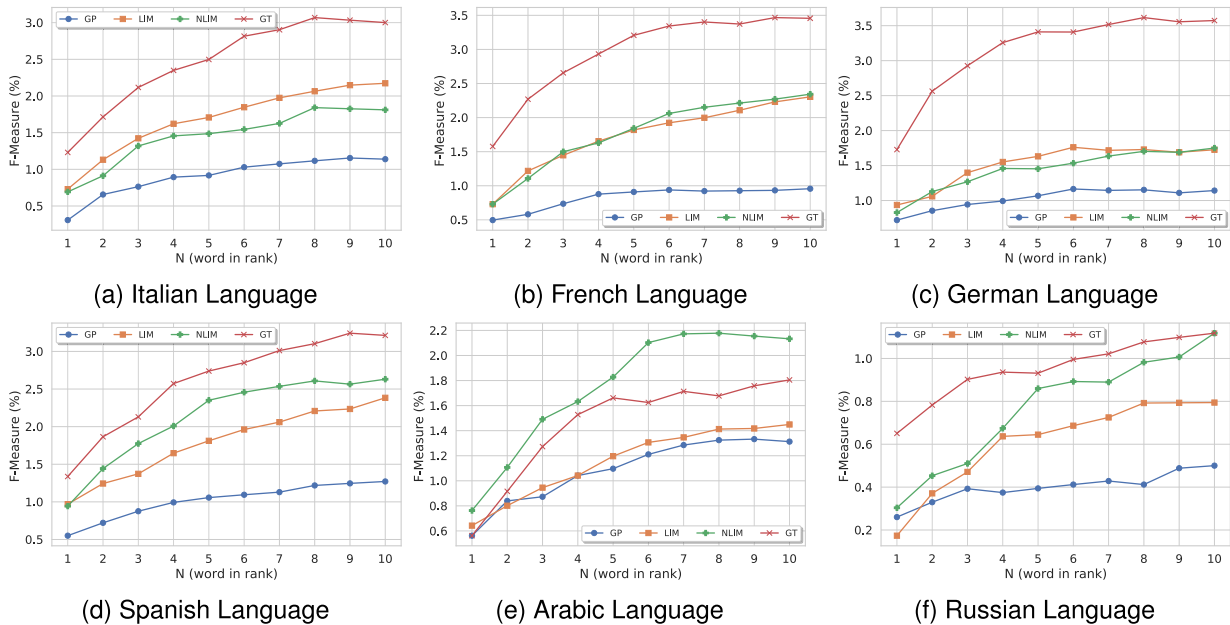 GP LIM NLIM GT
F-Measure (%)
3.0
2.5
2.0
1.5
1.0
0.5
1 2 3 4 5 6 7 8 9 10
N (word in rank)
(a) Italian Language
F-Measure (%)
3.5
3.0
2.5
2.0
1.5
1.0
0.5
GP LIM NLIM GT
1 2 3 4 5 6 7 8 9 10
N (word in rank)
(b) French Language
F-Measure (%)
3.5
3.0
2.5
2.0
1.5
1.0
GP LIM NLIM GT
1 2 3 4 5 6 7 8 9 10
N (word in rank)
(c) German Language
GP LIM NLIM GT
F-Measure (%)
3.0
2.5
2.0
1.5
1.0
0.5
1 2 3 4 5 6 7 8 9 10
N (word in rank)
(d) Spanish Language
F-Measure (%)
2.2
2.0
1.8
1.6
1.4
1.2
1.0
0.8
0.6
GP LIM NLIM GT
1 2 3 4 5 6 7 8 9 10
N (word in rank)
(e) Arabic Language
GP LIM NLIM GT
F-Measure (%)
1.0
0.8
0.6
0.4
0.2
1 2 3 4 5 6 7 8 9 10
N (word in rank)
(f) Russian Language